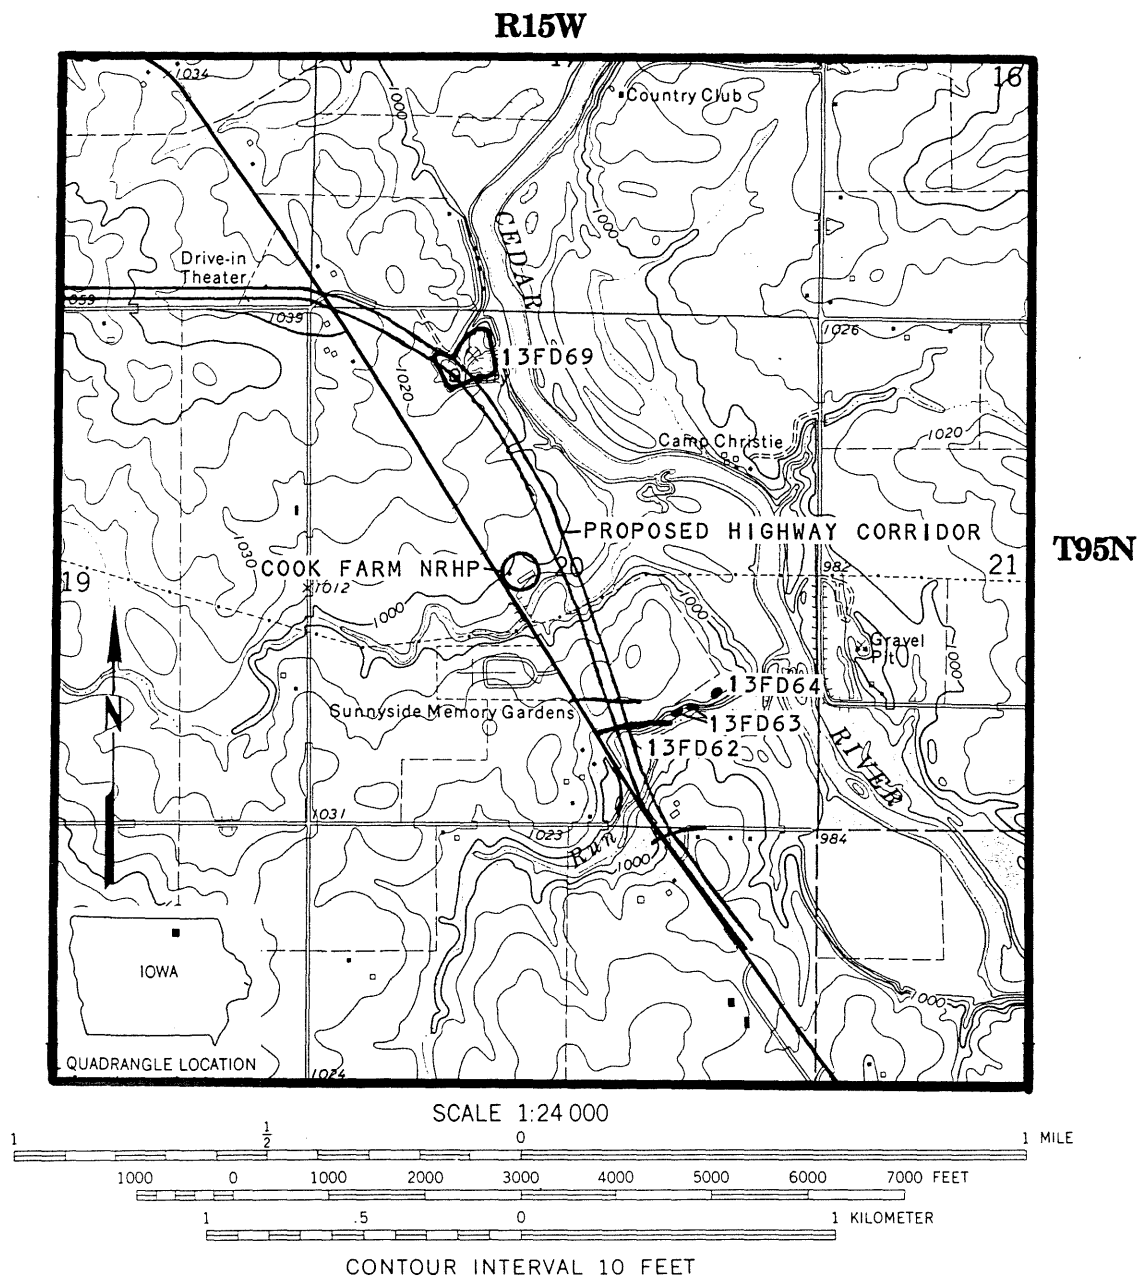 R15W
1034
17
16
1000
Country Club
CEDAR
1000
Drive-in
Theater
1059
1039
1026
13FD69
1020
Camp Christie
1020
PROPOSED HIGHWAY CORRIDOR
T95N
1030
COOK FARM NRHP
20
982
21
19
1012
1000
1000
Gravel
Pit
1000
13FD64
N
Sunnyside Memory Gardens
13FD63
13FD62
RIVER
1031
1023
984
Run
1000
IOWA
1000
QUADRANGLE LOCATION
1024
SCALE 1:24 000
1 1/2 0 1 MILE
1000 0 1000 2000 3000 4000 5000 6000 7000 FEET
1 .5 0 1 KILOMETER
CONTOUR INTERVAL 10 FEET